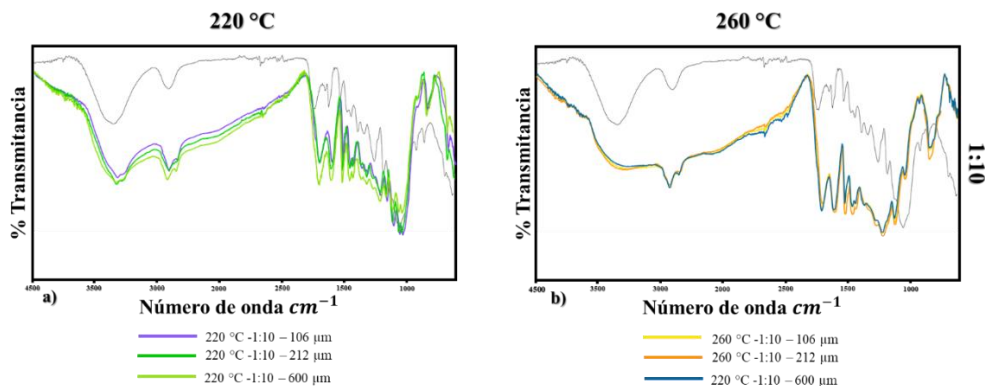 220 °C
260 °C
% Transmitancia
4500 3500 3000 2500 2000 1500 1000
a)
Número de onda cm⁻¹
220 °C -1:10 – 106 µm
220 °C -1:10 – 212 µm
220 °C -1:10 – 600 µm
% Transmitancia
4500 3500 3000 2500 2000 1500 1000
b)
Número de onda cm⁻¹
260 °C -1:10 – 106 µm
260 °C -1:10 – 212 µm
220 °C -1:10 – 600 µm
1:10